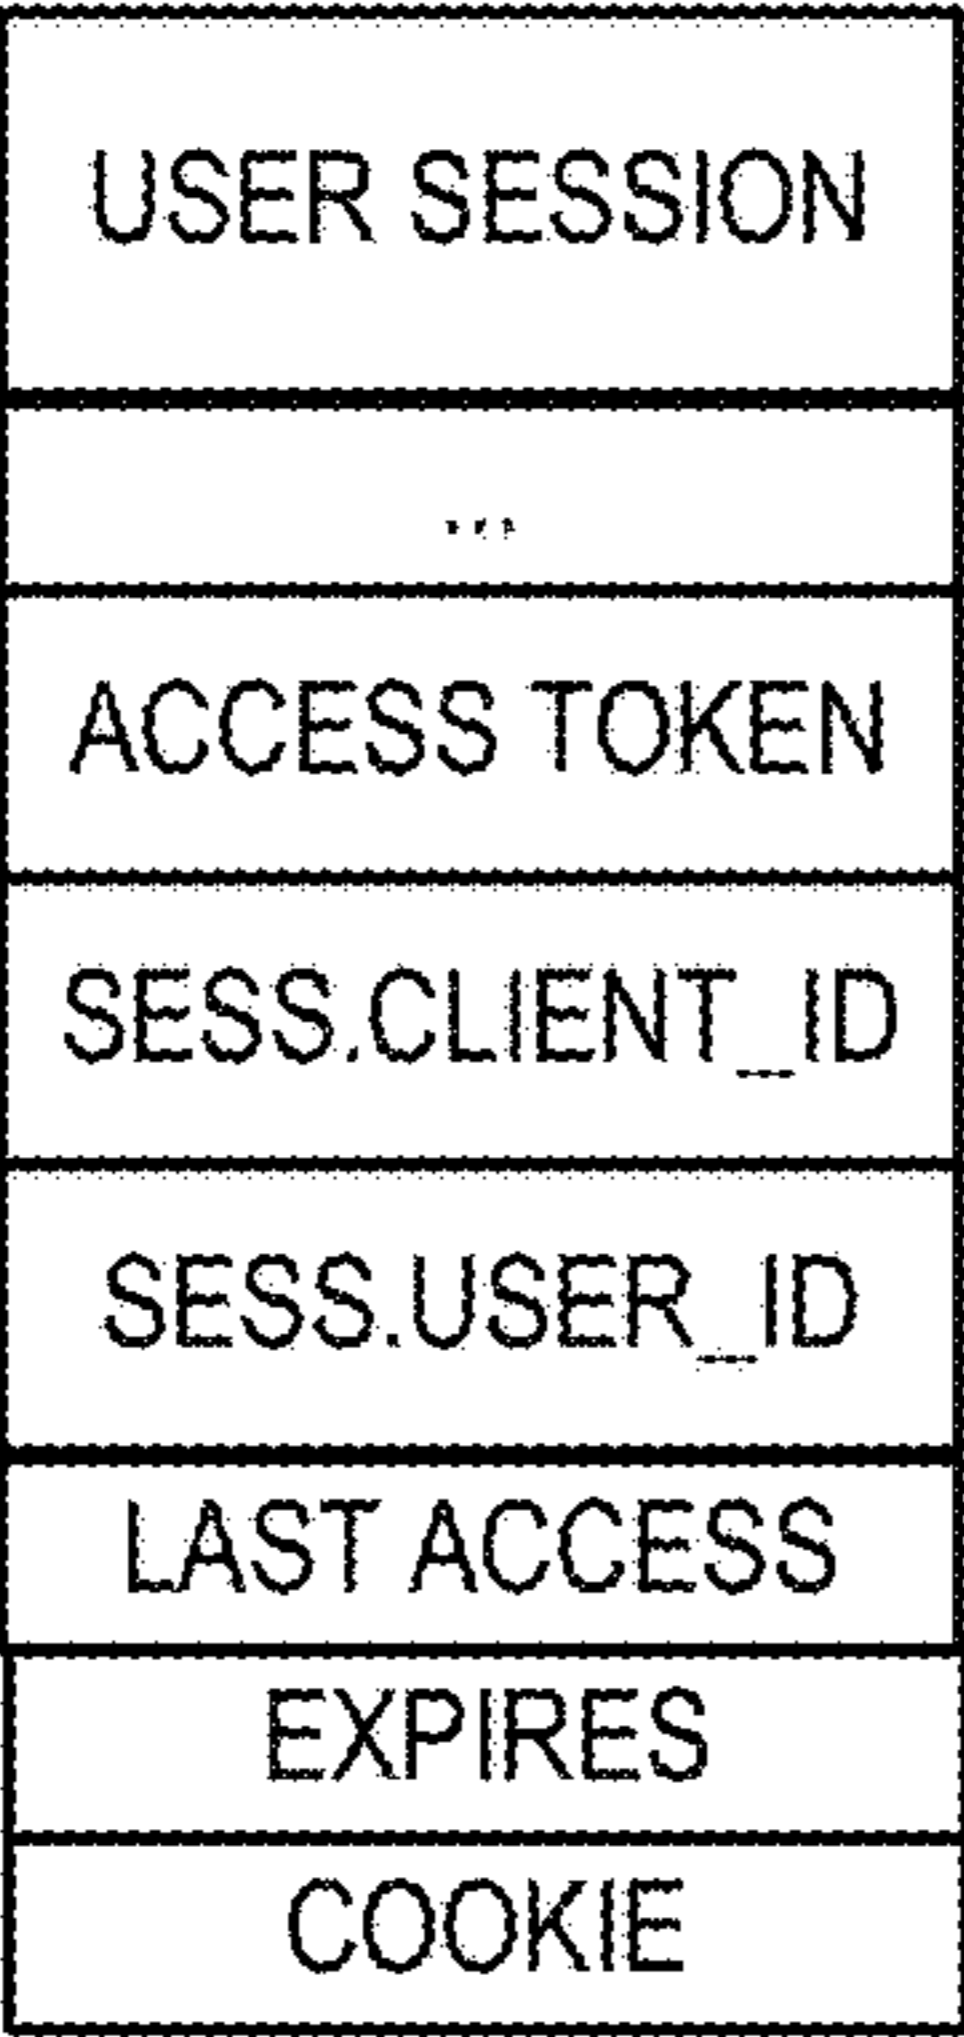 USER SESSION
...
ACCESS TOKEN
SESS.CLIENT_ID
SESS.USER_ID
LAST ACCESS
EXPIRES
COOKIE